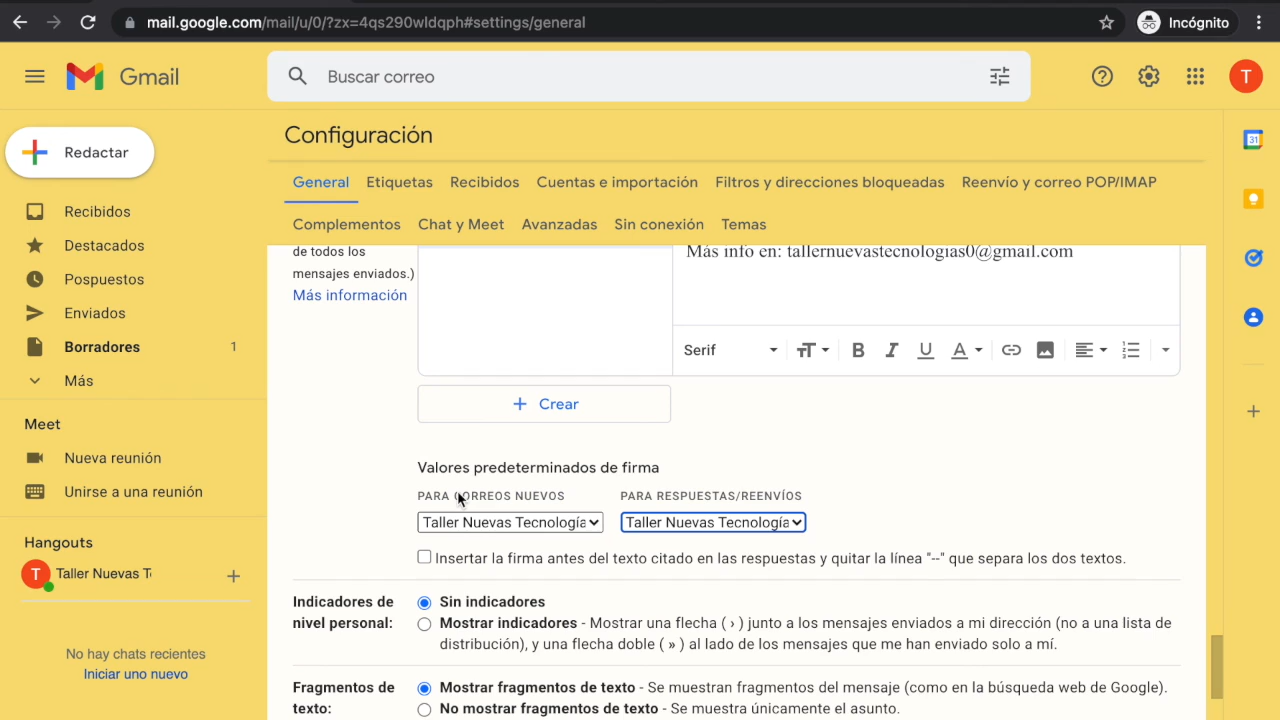 mail.google.com/mail/u/0/?zx=4qs290wldqph#settings/general
Incógnito
Gmail
Buscar correo
T
Redactar
Recibidos
Destacados
Pospuestos
Enviados
Borradores 1
Más
Meet
Nueva reunión
Unirse a una reunión
Hangouts
T Taller Nuevas T
No hay chats recientes
Iniciar uno nuevo
Configuración
General Etiquetas Recibidos Cuentas e importación Filtros y direcciones bloqueadas Reenvío y correo POP/IMAP
Complementos Chat y Meet Avanzadas Sin conexión Temas
de todos los
mensajes enviados.)
Más información
Más info en: tallernuevastecnologias0@gmail.com
Serif
B I U A
Crear
Valores predeterminados de firma
PARA CORREOS NUEVOS PARA RESPUESTAS/REENVÍOS
Taller Nuevas Tecnología Taller Nuevas Tecnología
Insertar la firma antes del texto citado en las respuestas y quitar la línea "--" que separa los dos textos.
Indicadores de
nivel personal:
Sin indicadores
Mostrar indicadores - Mostrar una flecha ( › ) junto a los mensajes enviados a mi dirección (no a una lista de
distribución), y una flecha doble ( » ) al lado de los mensajes que me han enviado solo a mí.
Fragmentos de
texto:
Mostrar fragmentos de texto - Se muestran fragmentos del mensaje (como en la búsqueda web de Google).
No mostrar fragmentos de texto - Se muestra únicamente el asunto.
31